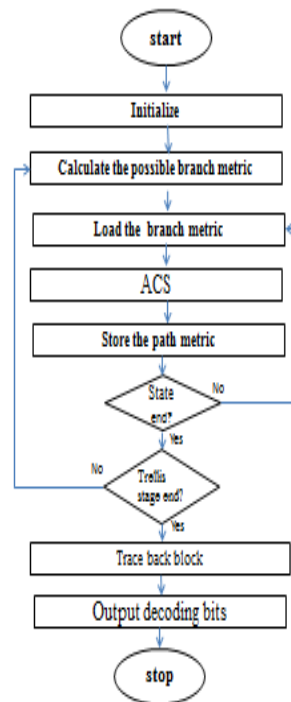 start
Initialize
Calculate the possible branch metric
Load the branch metric
ACS
Store the path metric
State
end?
No
Yes
No
Trellis
stage end?
Yes
Trace back block
Output decoding bits
stop